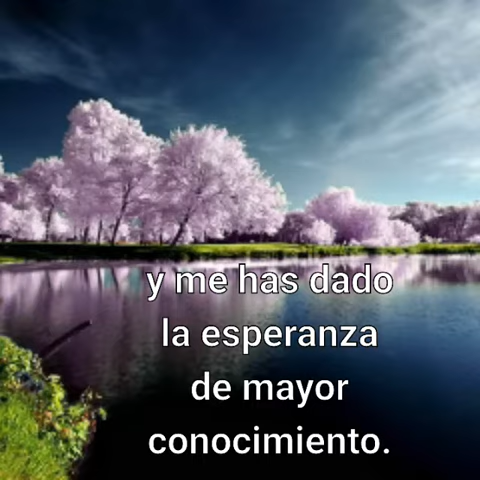 y me has dado
la esperanza
de mayor
conocimiento.